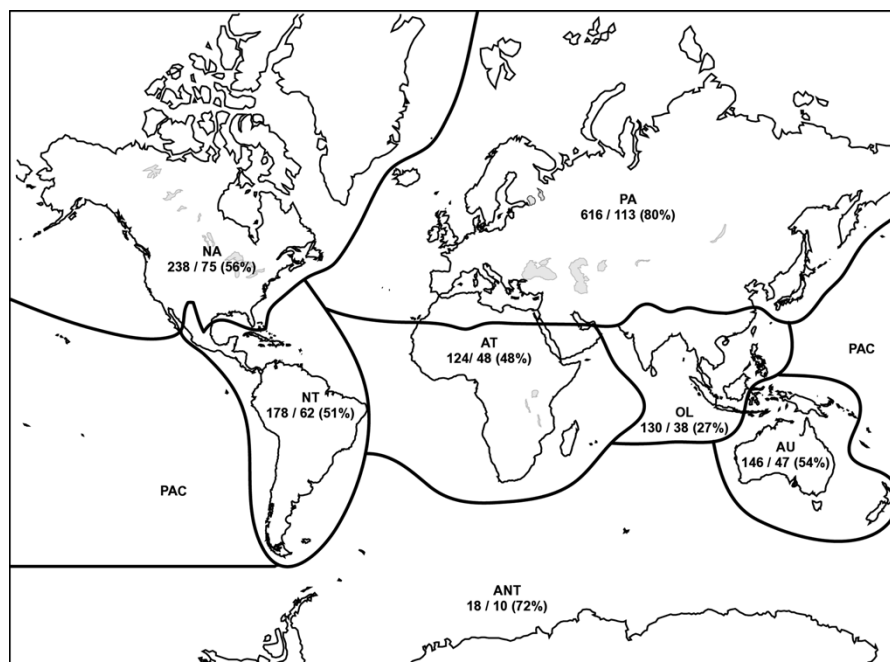 PA
616 / 113 (80%)
NA
238 / 75 (56%)
AT
124/ 48 (48%)
PAC
NT
178 / 62 (51%)
OL
130 / 38 (27%)
AU
146 / 47 (54%)
PAC
ANT
18 / 10 (72%)